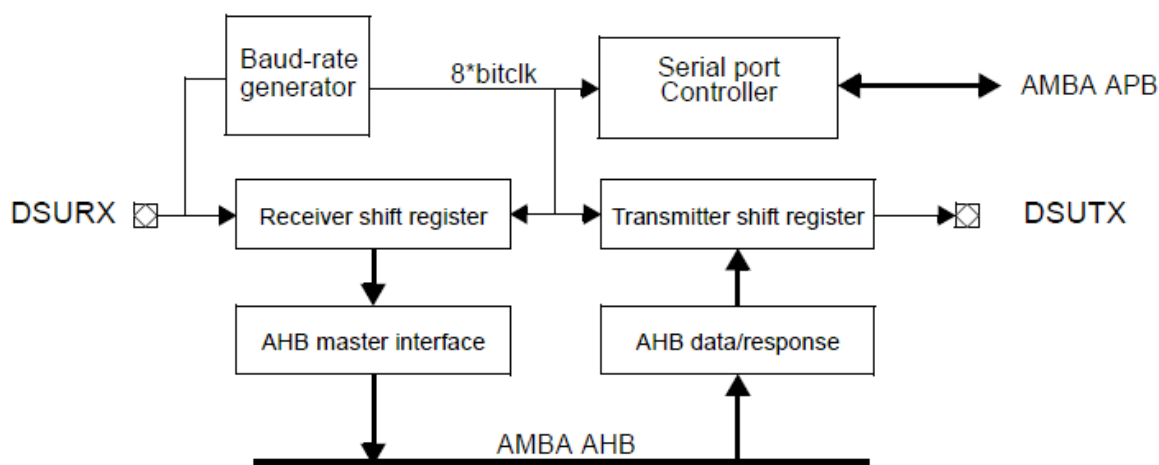 Baud-rate
generator
8*bitclk
Serial port
Controller
AMBA APB
DSURX
Receiver shift register
Transmitter shift register
DSUTX
AHB master interface
AHB data/response
AMBA AHB